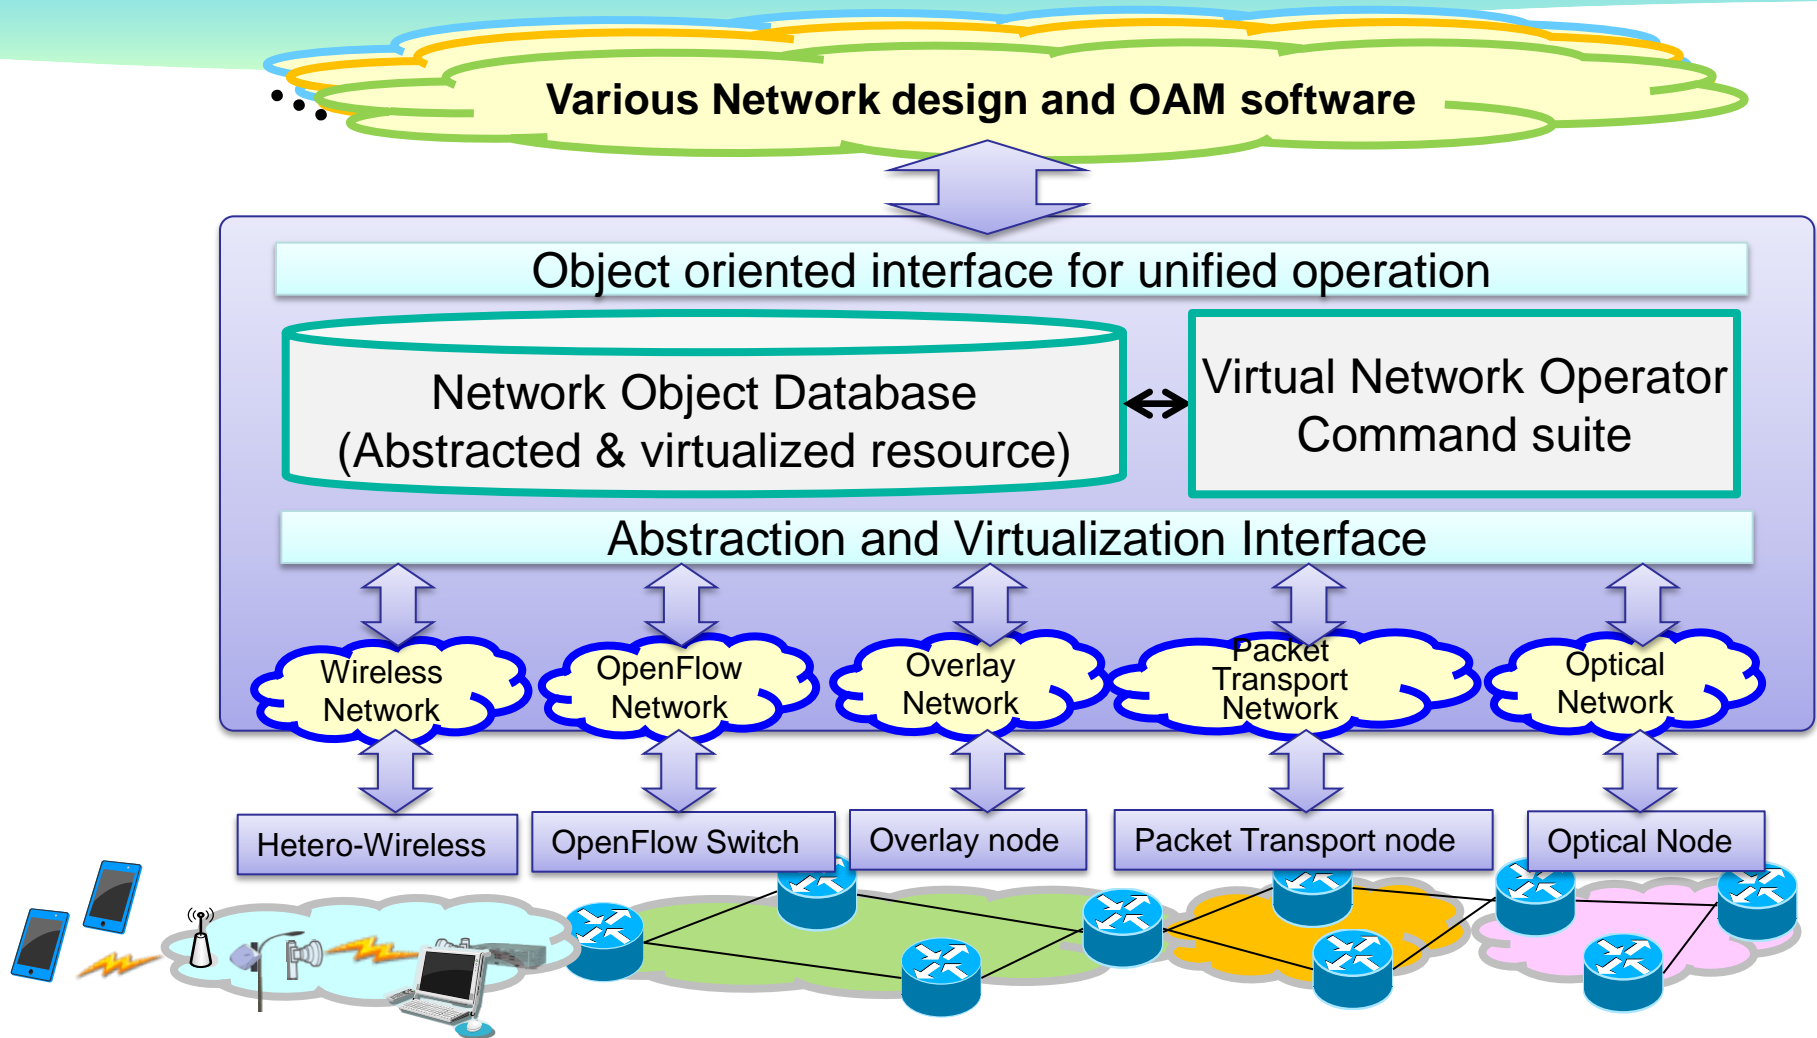 Various Network design and OAM software
Object oriented interface for unified operation
Network Object Database
(Abstracted & virtualized resource)
Virtual Network Operator
Command suite
Abstraction and Virtualization Interface
Wireless
Network
OpenFlow
Network
Overlay
Network
Packet
Transport
Network
Optical
Network
Hetero-Wireless
OpenFlow Switch
Overlay node
Packet Transport node
Optical Node